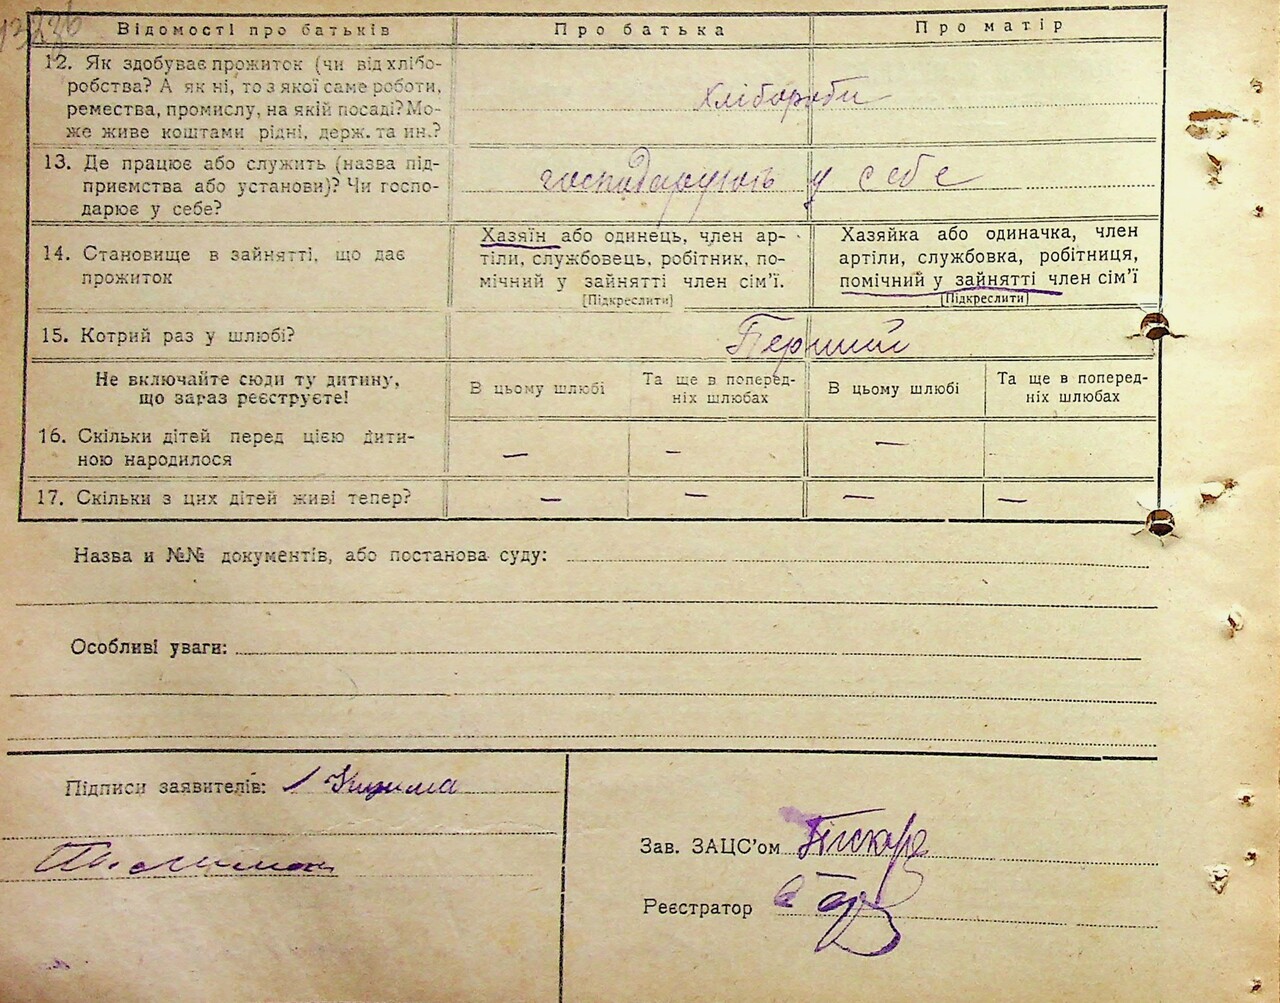 Відомості про батьків Про батька Про матір
12. Як здобуває прожиток (чи від хлібо-
робства? А як ні, то з якої саме роботи,
ремества, промислу, на якій посаді? Мо-
же живе коштами рідні, держ. та ин.?
хлібороби
13. Де працює або служить (назва під-
приємства або установи)? Чи госпо-
дарює у себе?
господарують у себе
14. Становище в зайнятті, що дає
прожиток
Хазяїн або одинець, член ар-
тіли, службовець, робітник, по-
мічний у зайнятті член сім'ї.
[Підкреслити]
Хазяйка або одиначка, член
артіли, службовка, робітниця,
помічний у зайнятті член сім'ї
[Підкреслити]
15. Котрий раз у шлюбі? Перший
Не включайте сюди ту дитину,
що зараз реєструєте!
В цьому шлюбі
Та ще в поперед-
ніх шлюбах
В цьому шлюбі
Та ще в поперед-
ніх шлюбах
16. Скільки дітей перед цією дити-
ною народилося — — —
17. Скільки з цих дітей живі тепер? — — — —
Назва и №№ документів, або постанова суду:
Особливі уваги:
Підписи заявителів:
Зав. ЗАЦС'ом
Реєстратор